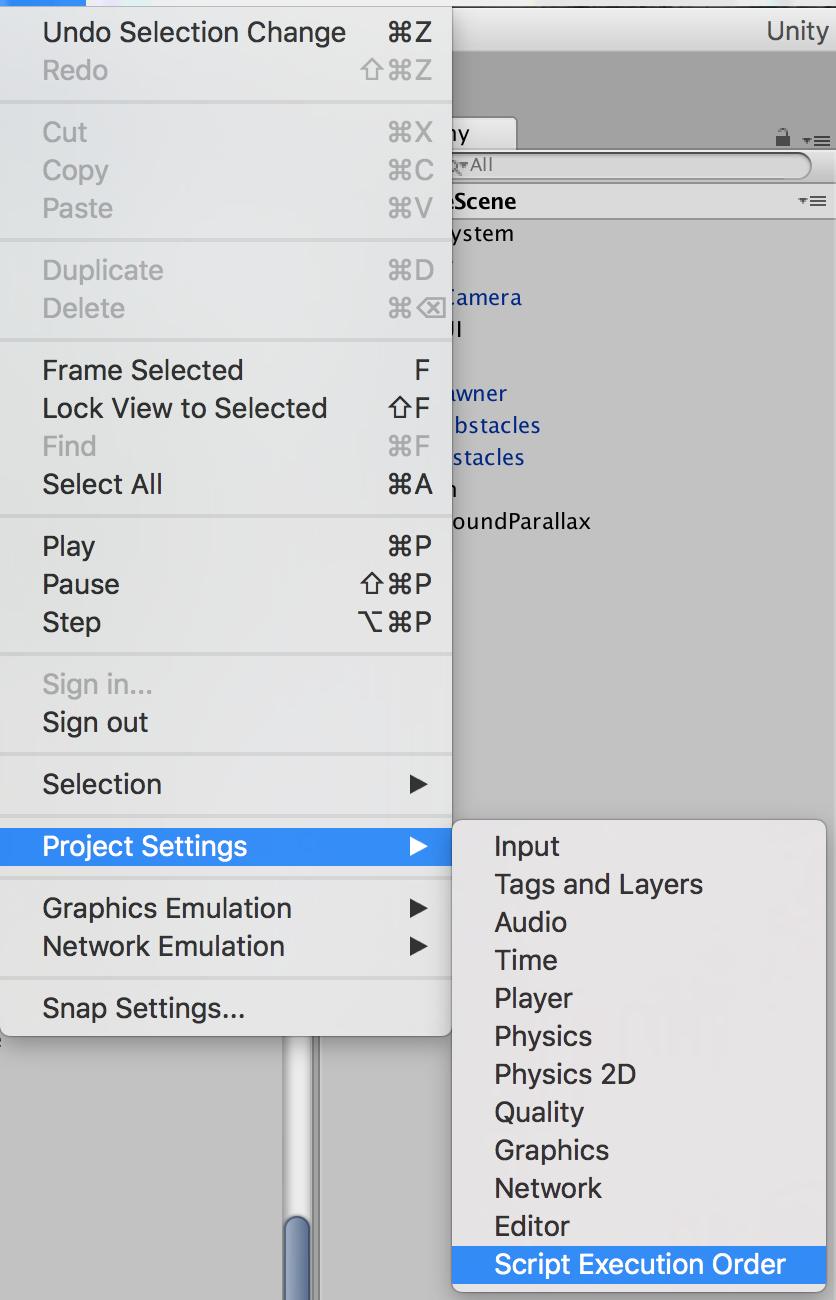 Undo Selection Change ⌘Z
Redo ⇧⌘Z
Cut ⌘X
Copy ⌘C
Paste ⌘V
Duplicate ⌘D
Delete ⌘⌫
Frame Selected F
Lock View to Selected ⇧F
Find ⌘F
Select All ⌘A
Play ⌘P
Pause ⇧⌘P
Step ⌥⌘P
Sign in...
Sign out
Selection ▶
Project Settings ▶
Graphics Emulation ▶
Network Emulation ▶
Snap Settings...
Unity
ny
All
eScene
ystem
Camera
UI
awner
bstacles
stacles
oundParallax
Input
Tags and Layers
Audio
Time
Player
Physics
Physics 2D
Quality
Graphics
Network
Editor
Script Execution Order